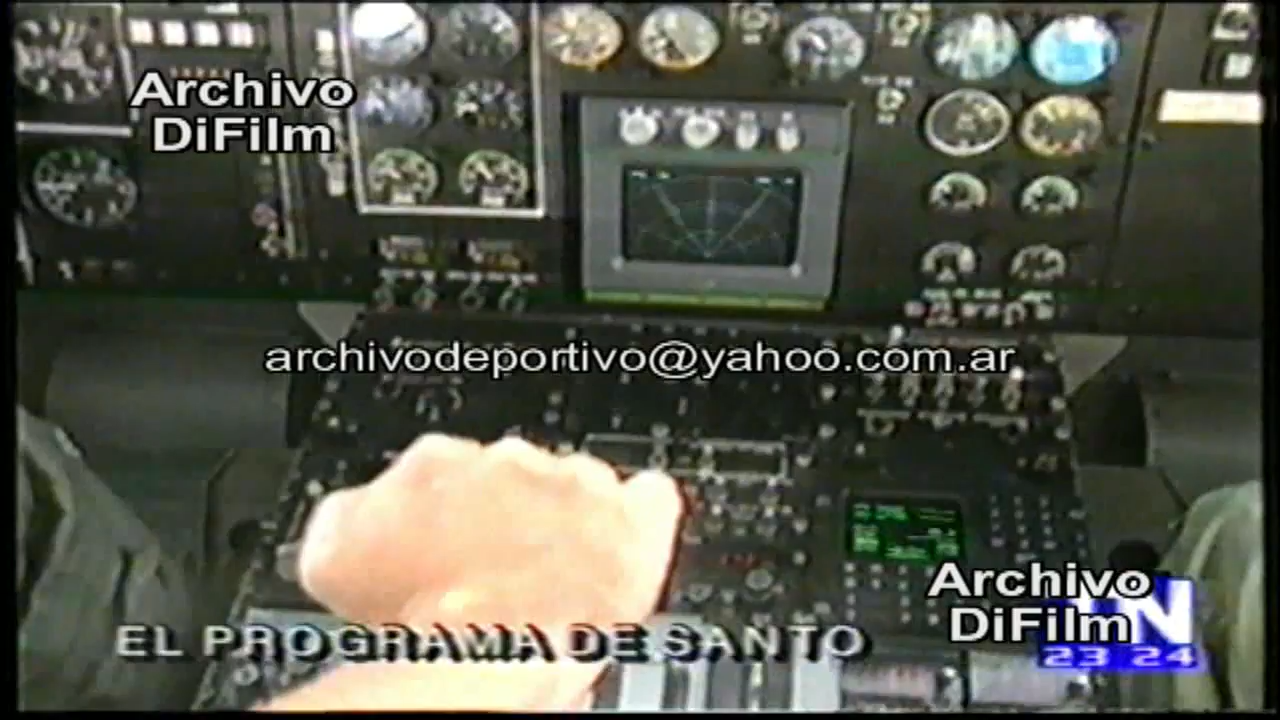 Archivo
DiFilm
archivodeportivo@yahoo.com.ar
Archivo
DiFilm
EL PROGRAMA DE SANTO
N
23 24